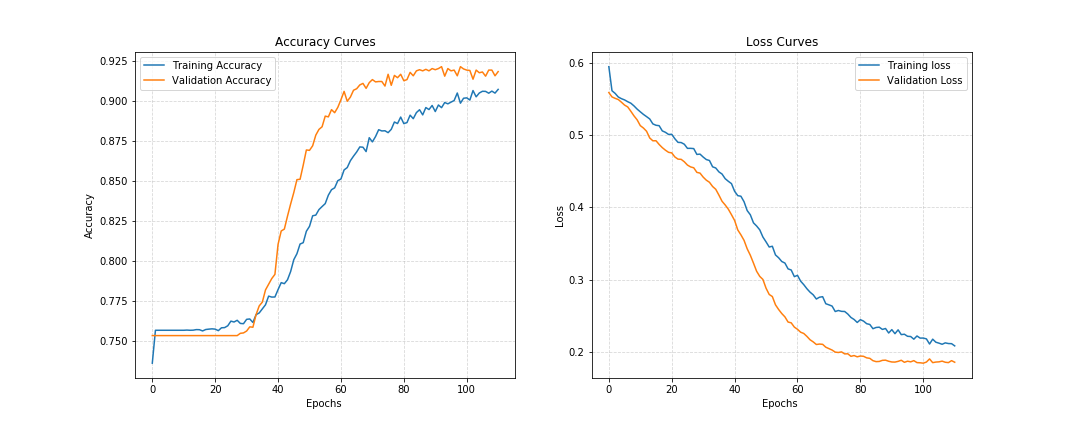 Accuracy Curves
Training Accuracy
Validation Accuracy
0.925
0.900
0.875
0.850
0.825
0.800
0.775
0.750
Accuracy
0
20
40
60
80
100
Epochs
Loss Curves
Training loss
Validation Loss
0.6
0.5
0.4
0.3
0.2
Loss
0
20
40
60
80
100
Epochs